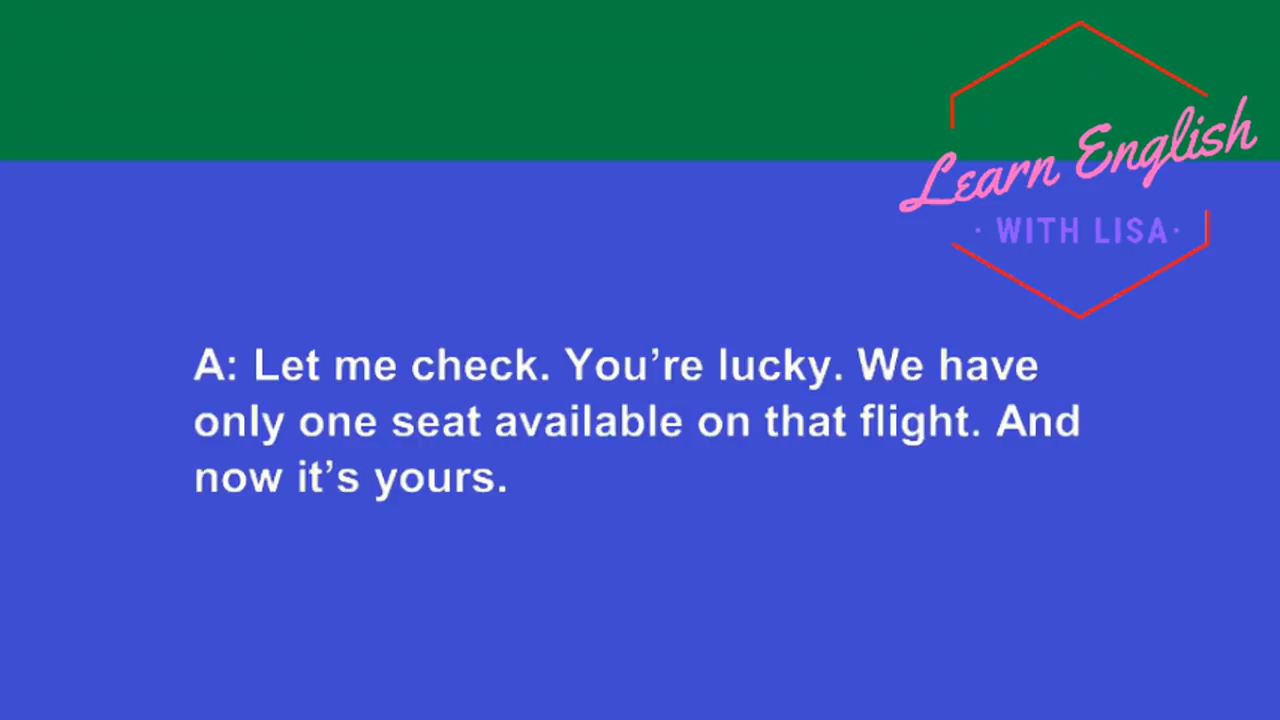 Learn English
· WITH LISA·
A: Let me check. You’re lucky. We have
only one seat available on that flight. And
now it’s yours.